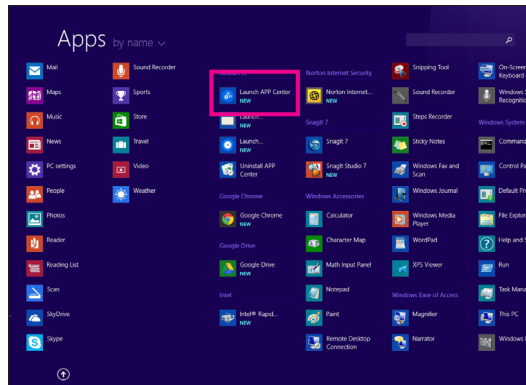 Apps by name
Mail
Maps
Music
News
PC settings
People
Photos
Reader
Reading List
Scan
SkyDrive
Skype
Sound Recorder
Sports
Store
Travel
Video
Weather
Launch APP Center
NEW
Launch...
NEW
Launch...
NEW
Uninstall APP
Center
Google Chrome
Google Chrome
NEW
Google Drive
Google Drive
NEW
Intel
Intel® Rapid...
NEW
Norton Internet Security
Norton Internet...
NEW
SnagIt 7
SnagIt 7
SnagIt Studio 7
NEW
Windows Accessories
Calculator
Character Map
Math Input Panel
Notepad
Paint
Remote Desktop
Connection
Snipping Tool
Sound Recorder
Steps Recorder
Sticky Notes
Windows Fax and
Scan
Windows Journal
Windows Media
Player
WordPad
XPS Viewer
Windows Ease of Access
Magnifier
Narrator
On-Screen
Keyboard
Windows S
Recognitio
Windows System
Command
Control Pa
Default Pr
File Explor
Help and S
Run
Task Mana
This PC
Windows